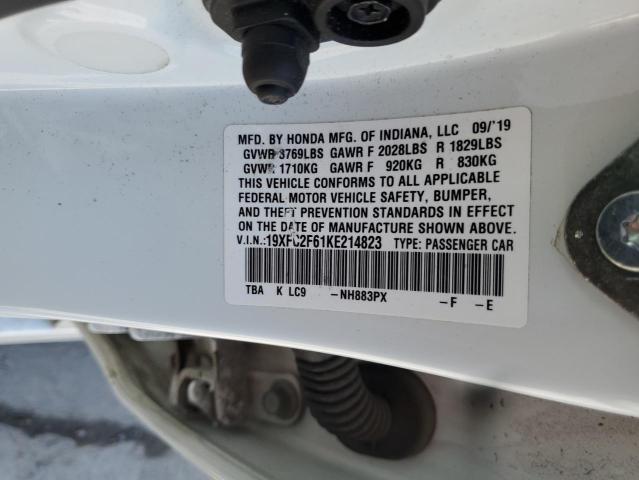 MFD. BY HONDA MFG. OF INDIANA, LLC 09/'19
GVWR 3769LBS GAWR F 2028LBS R 1829LBS
GVWR 1710KG GAWR F 920KG R 830KG
THIS VEHICLE CONFORMS TO ALL APPLICABLE
FEDERAL MOTOR VEHICLE SAFETY, BUMPER,
AND THEFT PREVENTION STANDARDS IN EFFECT
ON THE DATE OF MANUFACTURE SHOWN ABOVE.
V.I.N.:19XFC2F61KE214823 TYPE: PASSENGER CAR
TBA K LC9 -NH883PX -F -E